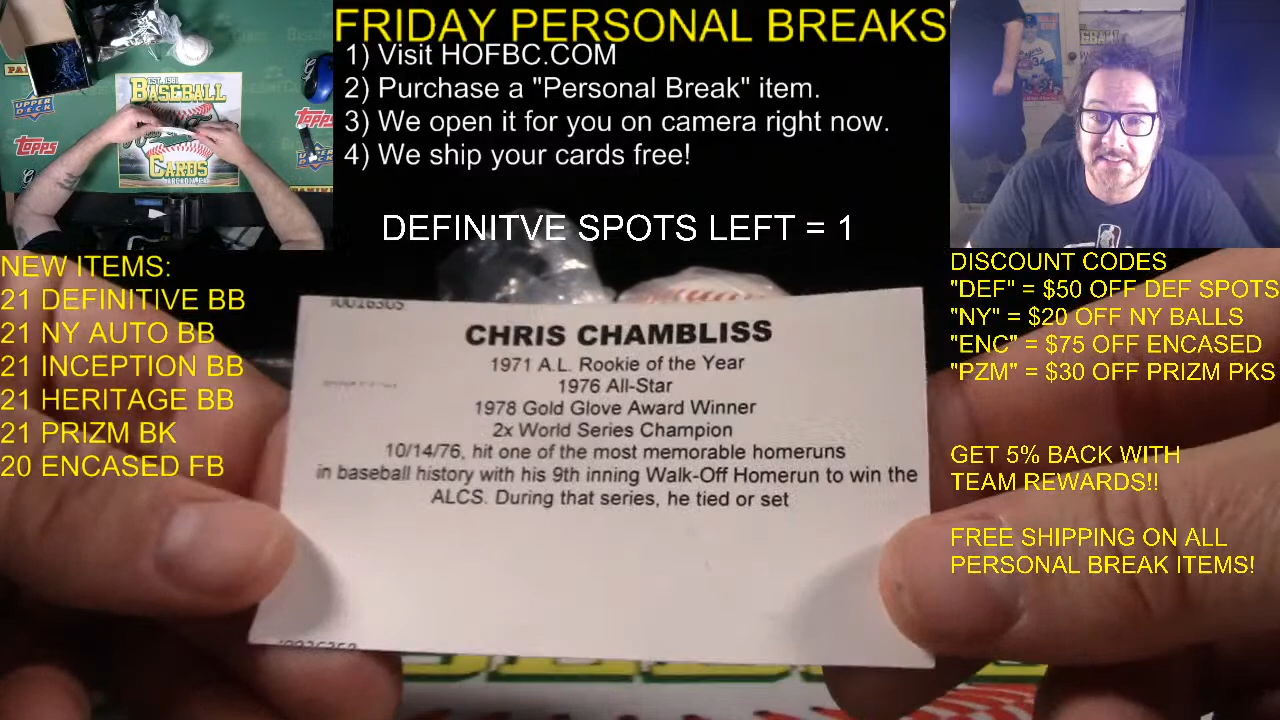 FRIDAY PERSONAL BREAKS
1) Visit HOFBC.COM
2) Purchase a "Personal Break" item.
3) We open it for you on camera right now.
4) We ship your cards free!
DEFINITVE SPOTS LEFT = 1
UPPER DECK
TOPPS
BASEBALL
CARDS
ARCADIA, CA
TOPPS
34
NEW ITEMS:
21 DEFINITIVE BB
21 NY AUTO BB
21 INCEPTION BB
21 HERITAGE BB
21 PRIZM BK
20 ENCASED FB
CHRIS CHAMBLISS
1971 A.L. Rookie of the Year
1976 All-Star
1978 Gold Glove Award Winner
2x World Series Champion
10/14/76, hit one of the most memorable homeruns
in baseball history with his 9th inning Walk-Off Homerun to win the
ALCS. During that series, he tied or set
DISCOUNT CODES
"DEF" = $50 OFF DEF SPOTS
"NY" = $20 OFF NY BALLS
"ENC" = $75 OFF ENCASED
"PZM" = $30 OFF PRIZM PKS
GET 5% BACK WITH
TEAM REWARDS!!
FREE SHIPPING ON ALL
PERSONAL BREAK ITEMS!